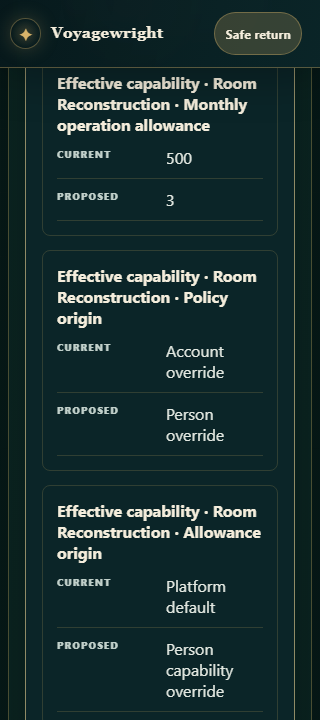 Voyagewright
Safe return
Effective capability · Room
Reconstruction · Monthly
operation allowance
CURRENT
500
PROPOSED
3
Effective capability · Room
Reconstruction · Policy
origin
CURRENT
Account
override
PROPOSED
Person
override
Effective capability · Room
Reconstruction · Allowance
origin
CURRENT
Platform
default
PROPOSED
Person
capability
override